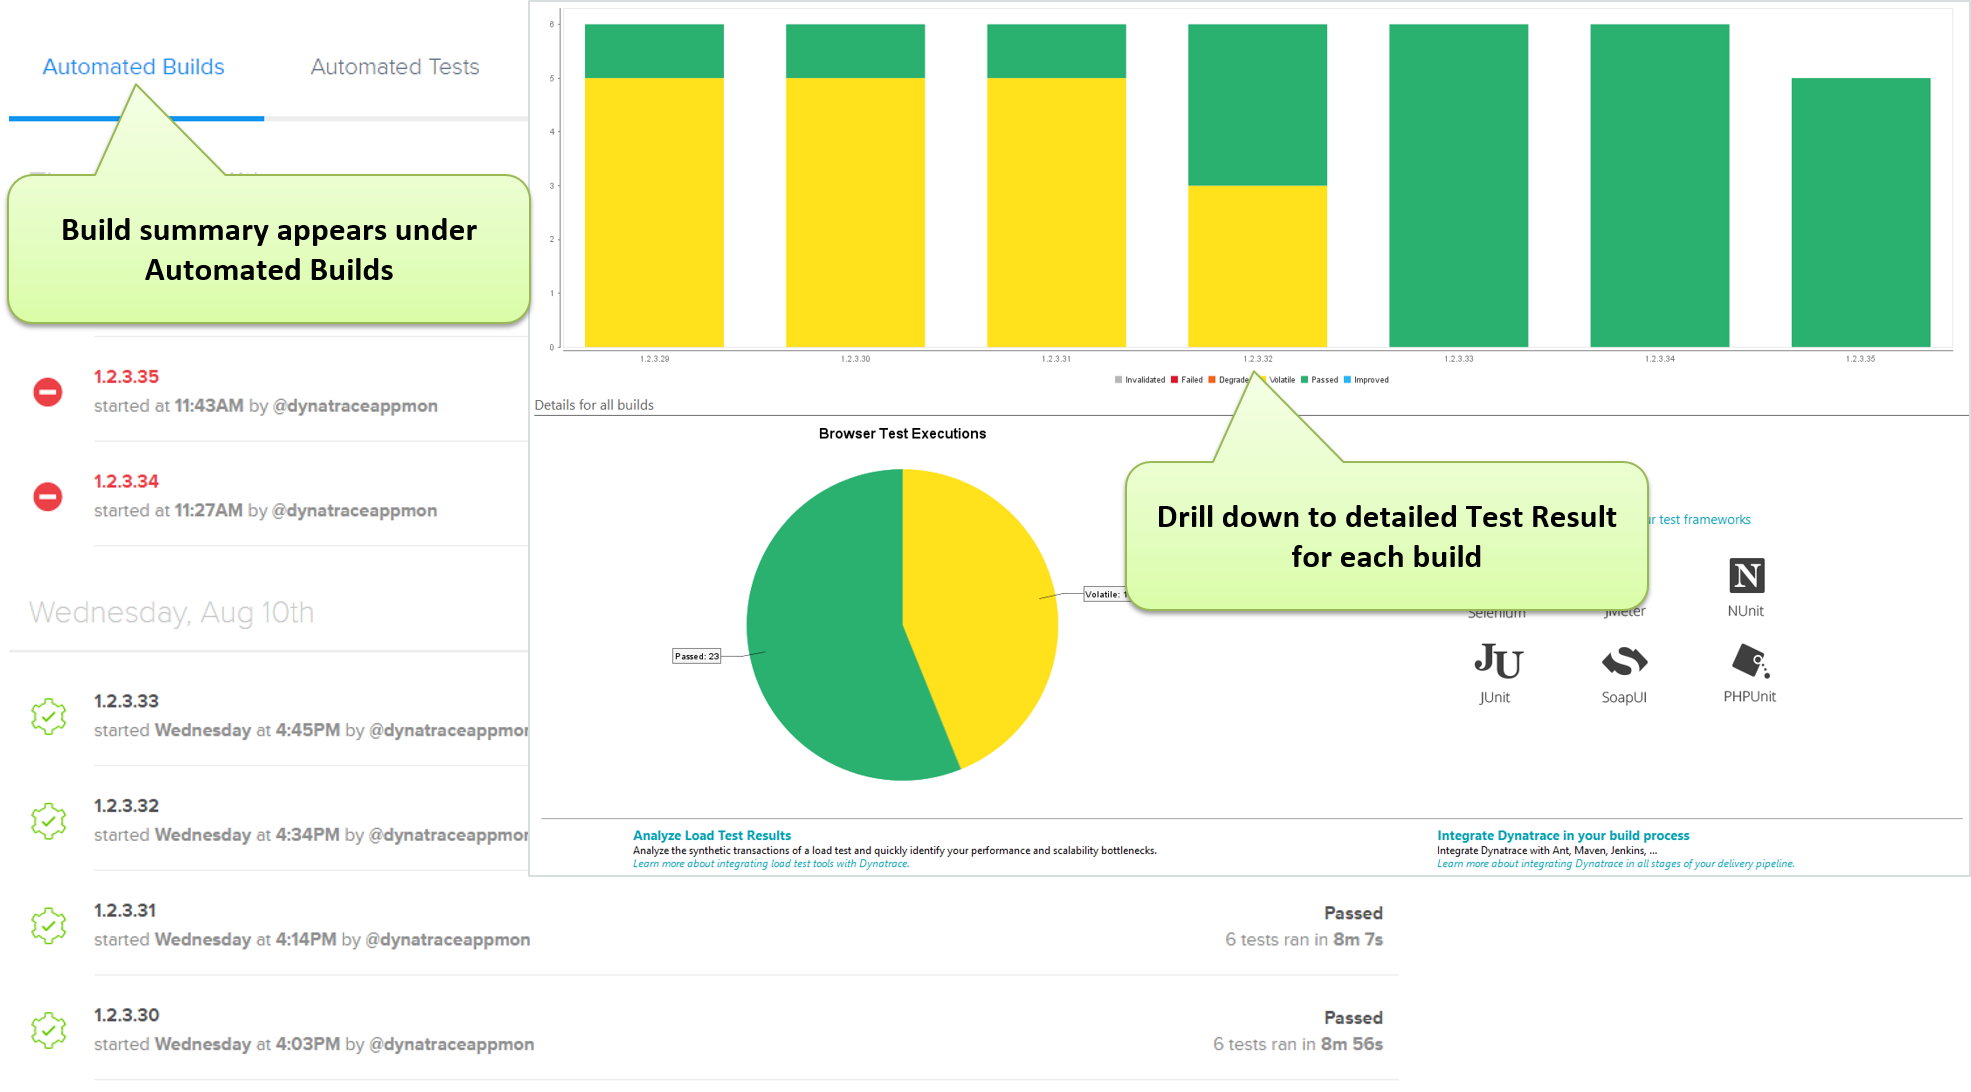 Automated Builds
Automated Tests
Build summary appears under
Automated Builds
1.2.3.35
started at 11:43AM by @dynatraceappmon
1.2.3.34
started at 11:27AM by @dynatraceappmon
Wednesday, Aug 10th
1.2.3.33
started Wednesday at 4:45PM by @dynatraceappmon
1.2.3.32
started Wednesday at 4:34PM by @dynatraceappmon
1.2.3.31
started Wednesday at 4:14PM by @dynatraceappmon
Passed
6 tests ran in 8m 7s
1.2.3.30
started Wednesday at 4:03PM by @dynatraceappmon
Passed
6 tests ran in 8m 56s
6
5
4
3
2
1
0
1.2.3.29
1.2.3.30
1.2.3.31
1.2.3.32
1.2.3.33
1.2.3.34
1.2.3.35
Invalidated Failed Degrade Volatile Passed Improved
Details for all builds
Browser Test Executions
Volatile: 1
Passed: 23
Drill down to detailed Test Result
for each build
r test frameworks
Selenium
JMeter
N
NUnit
JU
JUnit
SoapUI
PHPUnit
Analyze Load Test Results
Analyze the synthetic transactions of a load test and quickly identify your performance and scalability bottlenecks.
Learn more about integrating load test tools with Dynatrace.
Integrate Dynatrace in your build process
Integrate Dynatrace with Ant, Maven, Jenkins, ...
Learn more about integrating Dynatrace in all stages of your delivery pipeline.